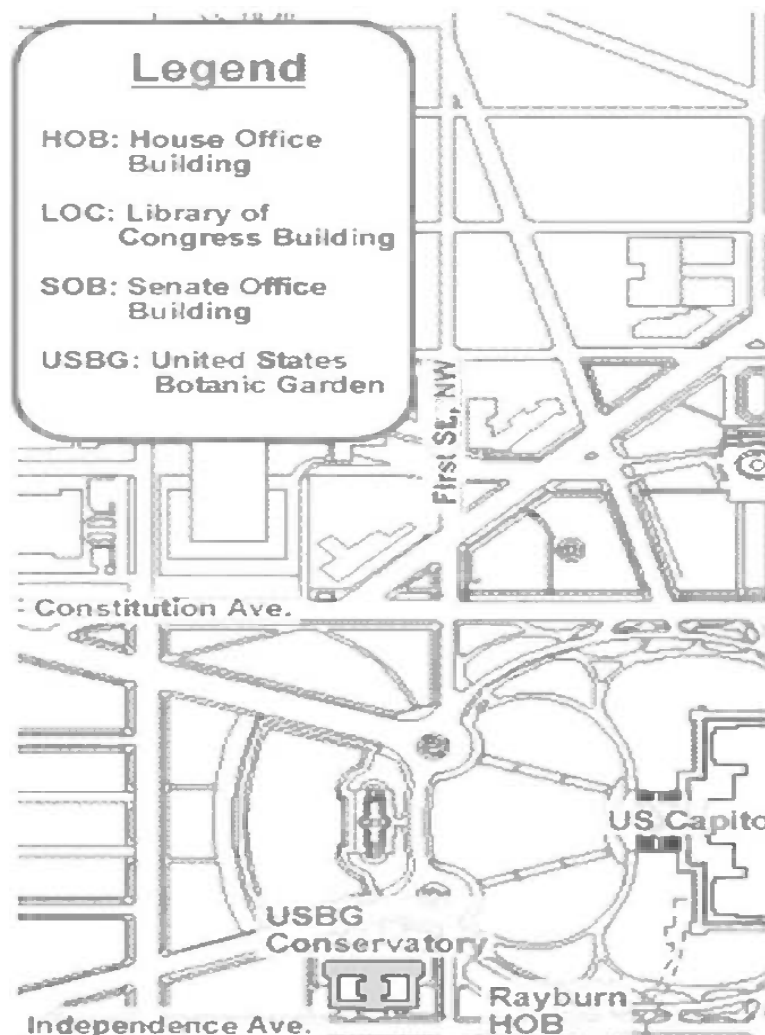 Legend
HOB: House Office
Building
LOC: Library of
Congress Building
SOB: Senate Office
Building
USBG: United States
Botanic Garden
First St, NW
Constitution Ave.
US Capito
USBG
Conservatory
Rayburn
HOB
Independence Ave.